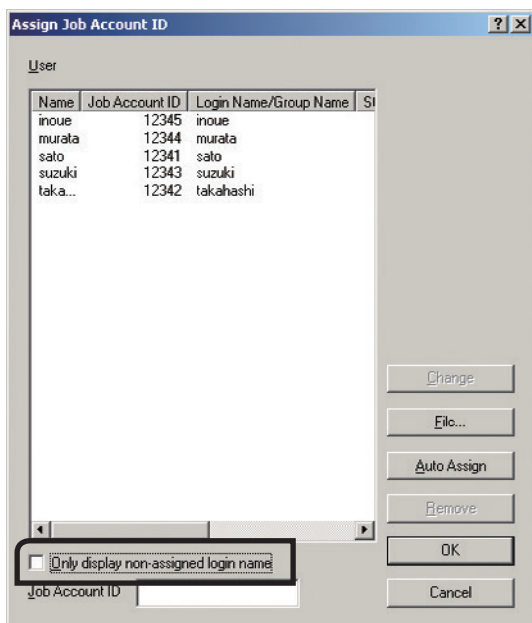 Assign Job Account ID
User
Name Job Account ID Login Name/Group Name
inoue 12345 inoue
murata 12344 murata
sato 12341 sato
suzuki 12343 suzuki
taka... 12342 takahashi
Change
File...
Auto Assign
Remove
Only display non-assigned login name
OK
Job Account ID
Cancel